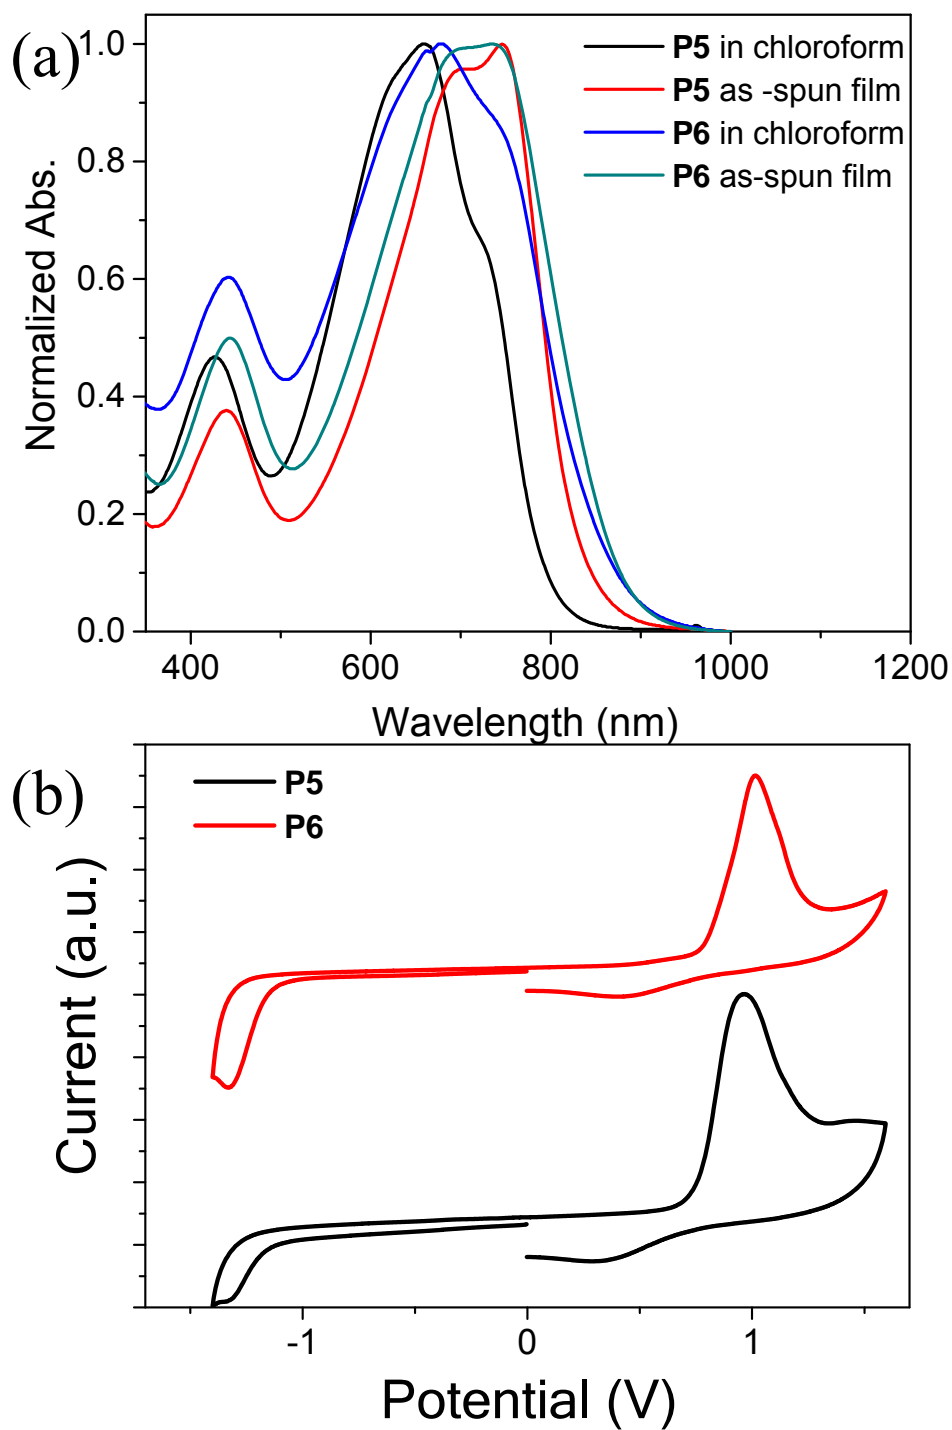 (a)
P5 in chloroform
P5 as -spun film
P6 in chloroform
P6 as-spun film
Normalized Abs.
1.0
0.8
0.6
0.4
0.2
0.0
400 600 800 1000 1200
Wavelength (nm)
(b)
P5
P6
Current (a.u.)
-1 0 1
Potential (V)